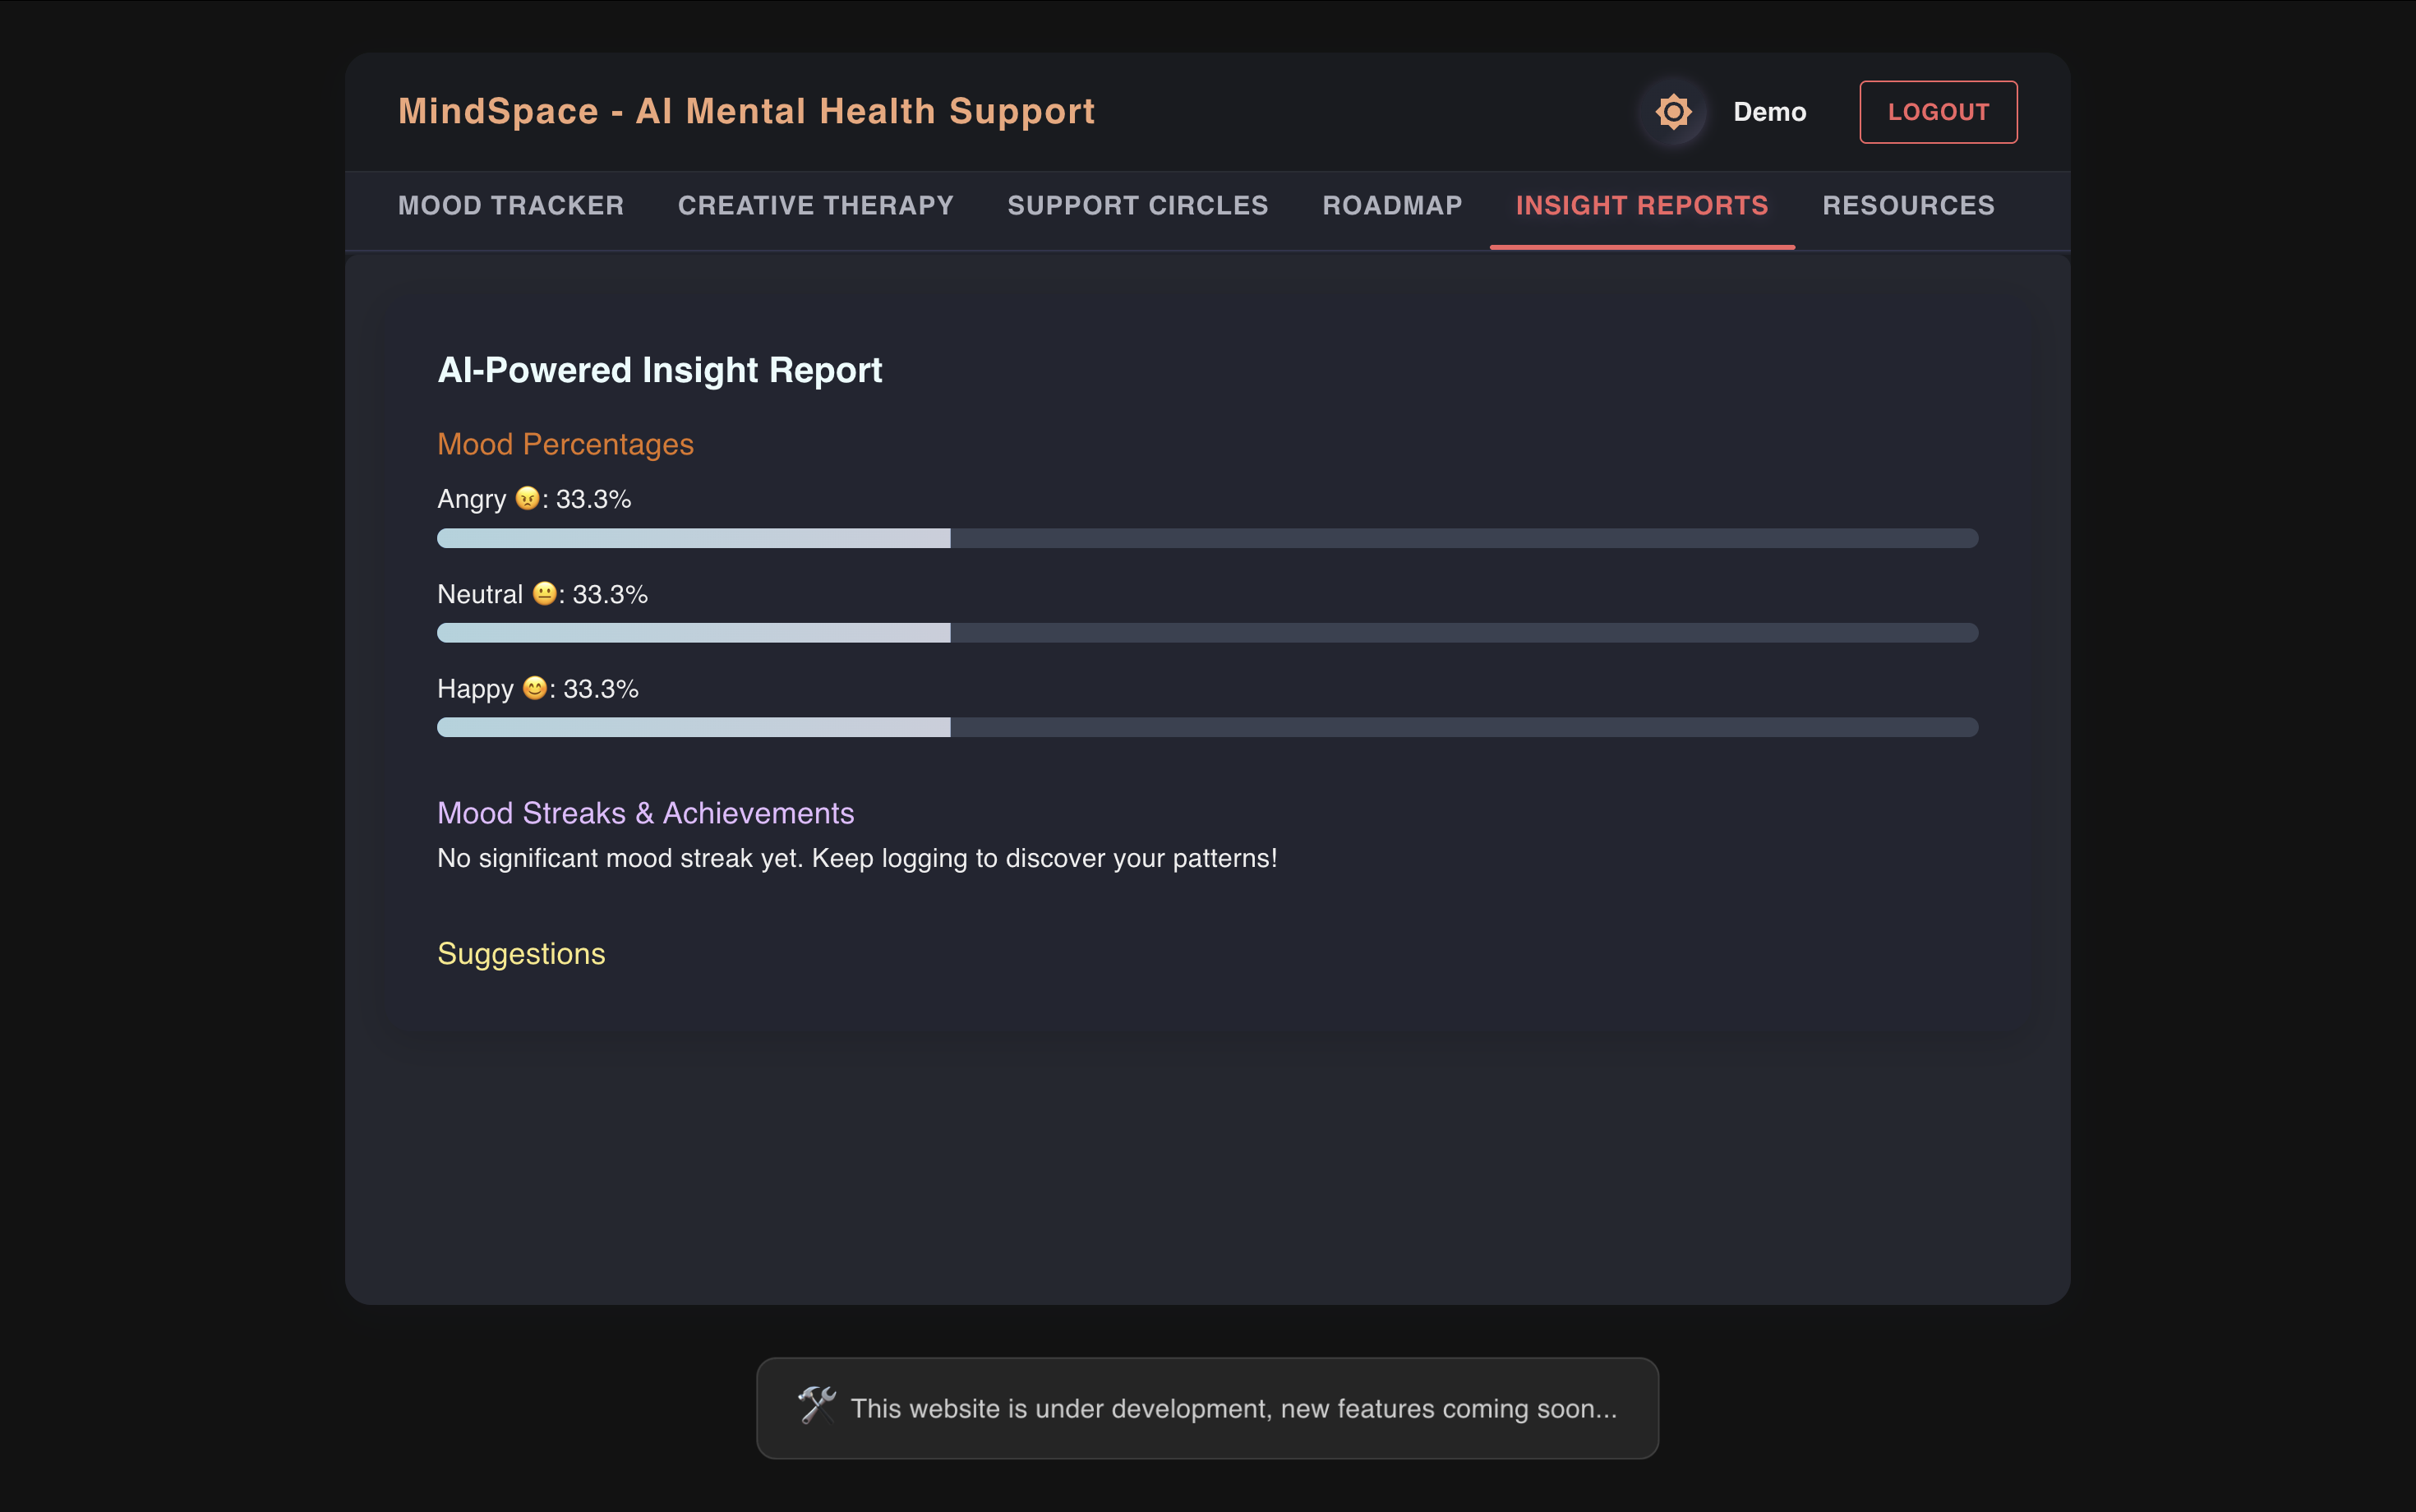 MindSpace - AI Mental Health Support
Demo
LOGOUT
MOOD TRACKER
CREATIVE THERAPY
SUPPORT CIRCLES
ROADMAP
INSIGHT REPORTS
RESOURCES
AI-Powered Insight Report
Mood Percentages
Angry 😠: 33.3%
Neutral 😐: 33.3%
Happy 😊: 33.3%
Mood Streaks & Achievements
No significant mood streak yet. Keep logging to discover your patterns!
Suggestions
🛠️ This website is under development, new features coming soon...